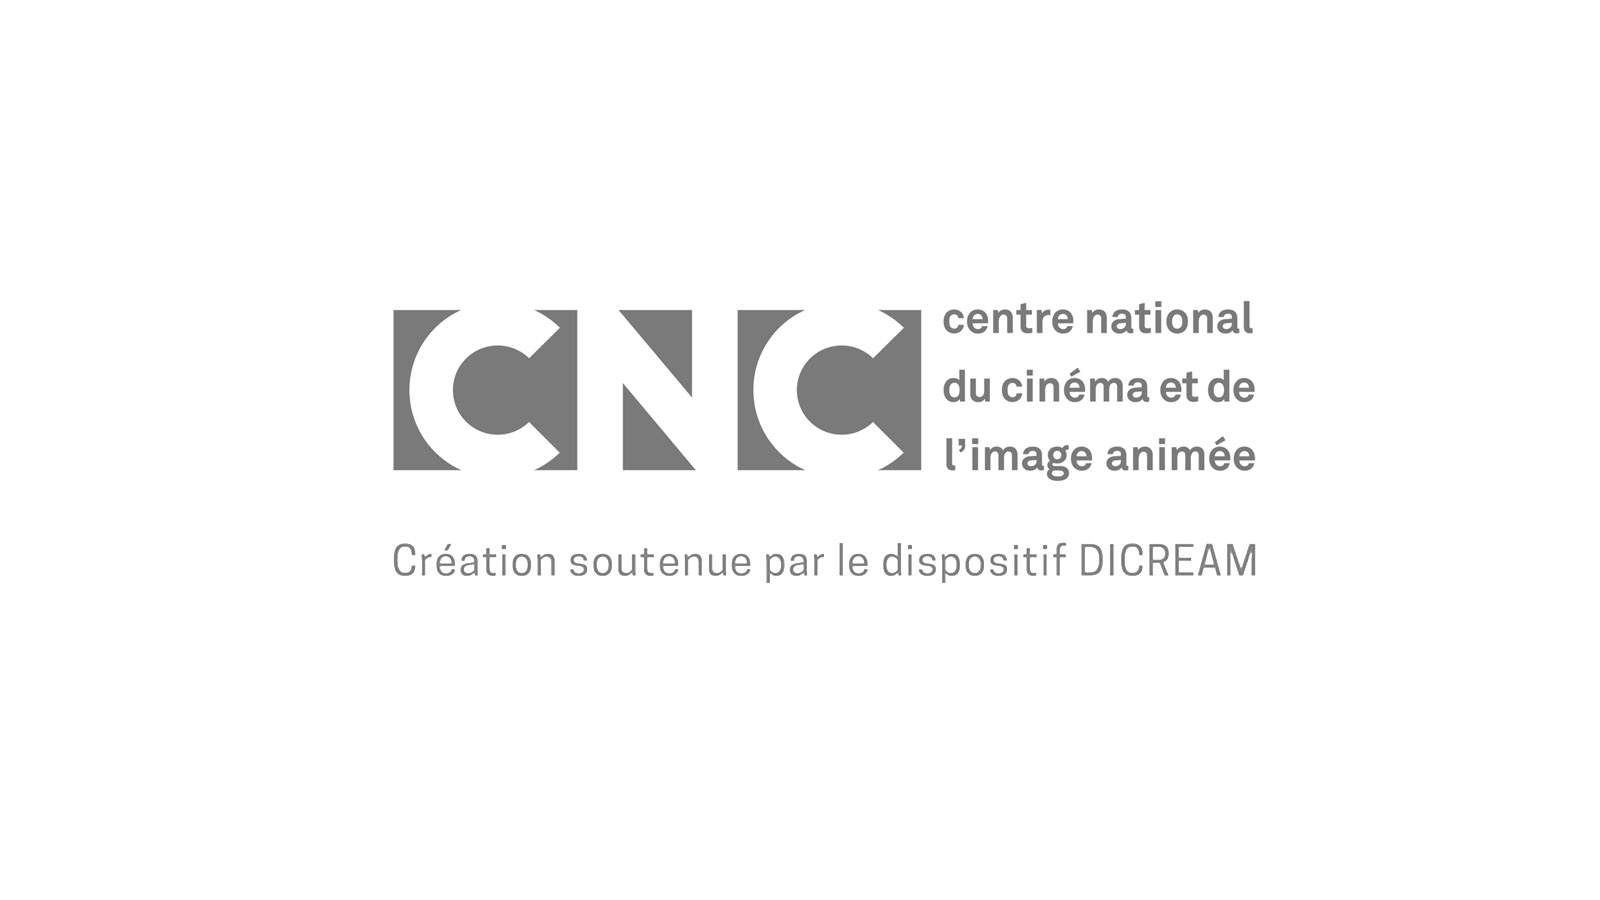 CNC
centre national
du cinéma et de
l’image animée
Création soutenue par le dispositif DICREAM